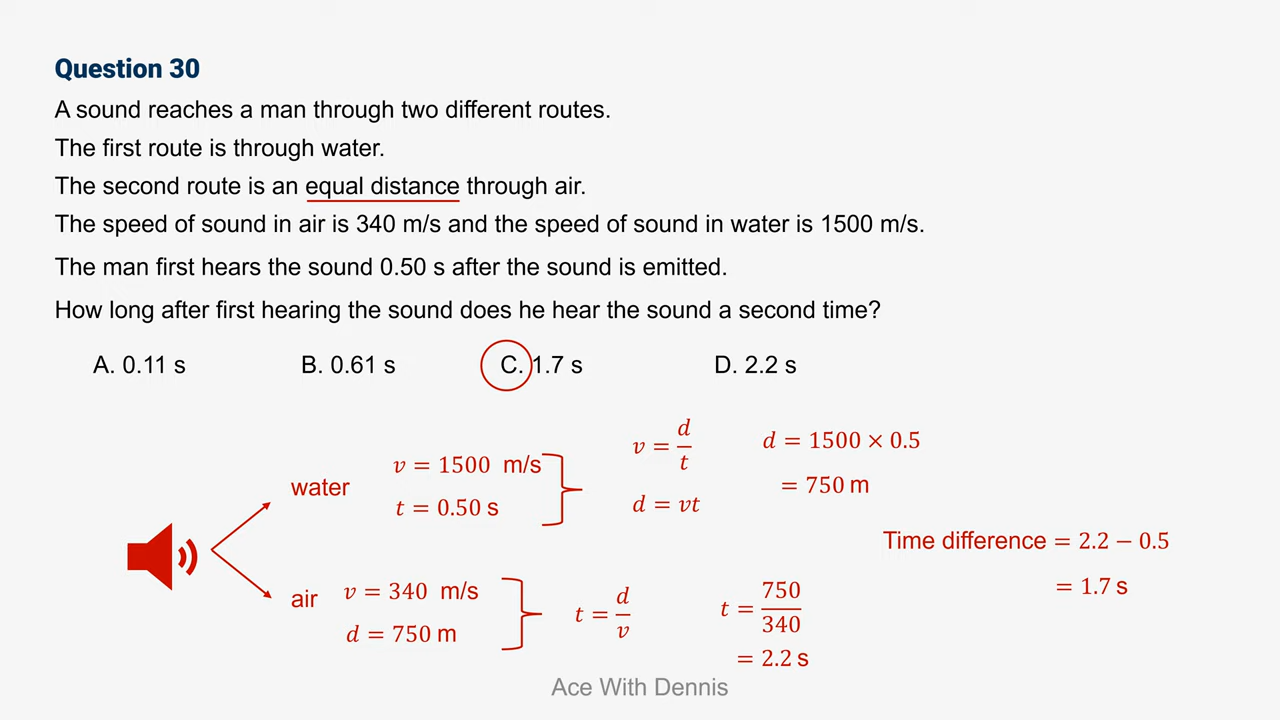 Question 30
A sound reaches a man through two different routes.
The first route is through water.
The second route is an equal distance through air.
The speed of sound in air is 340 m/s and the speed of sound in water is 1500 m/s.
The man first hears the sound 0.50 s after the sound is emitted.
How long after first hearing the sound does he hear the sound a second time?
A. 0.11 s B. 0.61 s C. 1.7 s D. 2.2 s
water
v = 1500 m/s
t = 0.50 s
v = d/t
d = vt
d = 1500 × 0.5
= 750 m
air
v = 340 m/s
d = 750 m
t = d/v
t = 750/340
= 2.2 s
Time difference = 2.2 − 0.5
= 1.7 s
Ace With Dennis